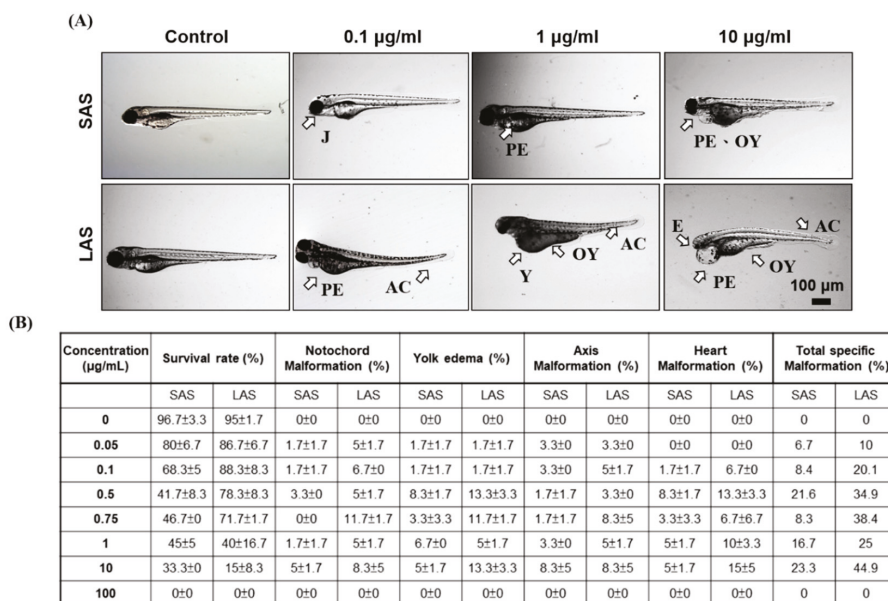 (A)
Control 0.1 μg/ml 1 μg/ml 10 μg/ml
SAS
J
PE
PE、OY
LAS
PE AC
Y OY AC
E PE OY AC
100 μm
(B)
Concentration (μg/mL) Survival rate (%) Notochord Malformation (%) Yolk edema (%) Axis Malformation (%) Heart Malformation (%) Total specific Malformation (%)
SAS LAS SAS LAS SAS LAS SAS LAS SAS LAS SAS LAS
0 96.7±3.3 95±1.7 0±0 0±0 0±0 0±0 0±0 0±0 0±0 0±0 0 0
0.05 80±6.7 86.7±6.7 1.7±1.7 5±1.7 1.7±1.7 1.7±1.7 3.3±0 3.3±0 0±0 0±0 6.7 10
0.1 68.3±5 88.3±8.3 1.7±1.7 6.7±0 1.7±1.7 1.7±1.7 3.3±0 5±1.7 1.7±1.7 6.7±0 8.4 20.1
0.5 41.7±8.3 78.3±8.3 3.3±0 5±1.7 8.3±1.7 13.3±3.3 1.7±1.7 3.3±0 8.3±1.7 13.3±3.3 21.6 34.9
0.75 46.7±0 71.7±1.7 0±0 11.7±1.7 3.3±3.3 11.7±1.7 1.7±1.7 8.3±5 3.3±3.3 6.7±6.7 8.3 38.4
1 45±5 40±16.7 1.7±1.7 5±1.7 6.7±0 5±1.7 3.3±0 5±1.7 5±1.7 10±3.3 16.7 25
10 33.3±0 15±8.3 5±1.7 8.3±5 5±1.7 13.3±3.3 8.3±5 8.3±5 5±1.7 15±5 23.3 44.9
100 0±0 0±0 0±0 0±0 0±0 0±0 0±0 0±0 0±0 0±0 0 0